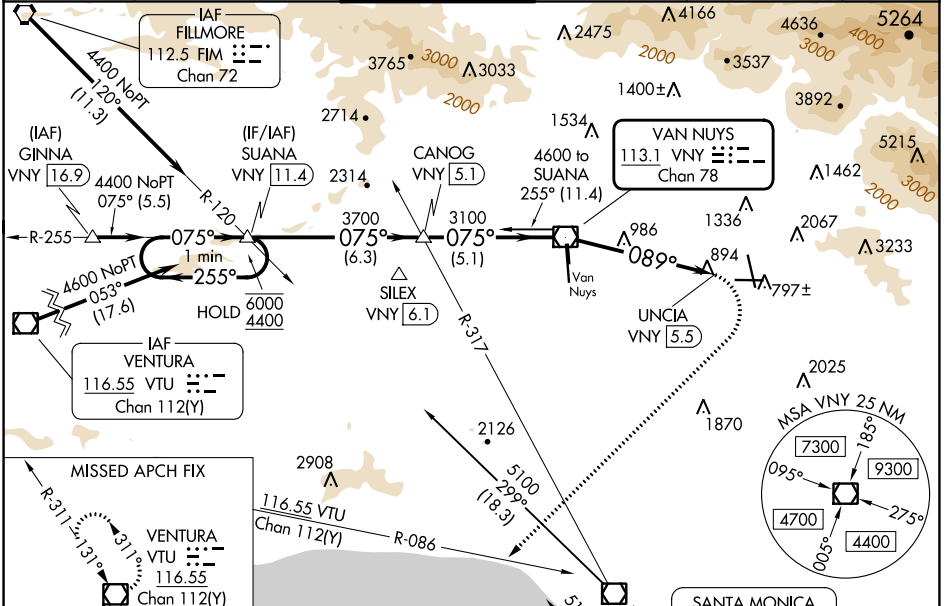 IAF
FILLMORE
112.5 FIM
Chan 72
4400 NoPT
120°
(11.3)
R-120
3765
3000
3033
2000
2475
4166
2000
4636
3000
4000
5264
3537
1400±
3892
1534
2714
2314
5215
3000
2000
1462
2067
1336
3233
(IAF)
GINNA
VNY 16.9
4400 NoPT
075° (5.5)
(IF/IAF)
SUANA
VNY 11.4
CANOG
VNY 5.1
4600 to
SUANA
255° (11.4)
VAN NUYS
113.1 VNY
Chan 78
R-255
075°
1 min
255°
3700
075°
(6.3)
3100
075°
(5.1)
986
089°
894
797±
Van
Nuys
UNCIA
VNY 5.5
4600 NoPT
053°
(17.6)
HOLD 6000
4400
SILEX
VNY 6.1
R-317
IAF
VENTURA
116.55 VTU
Chan 112(Y)
2025
1870
2126
2908
5100
299°
(18.3)
116.55 VTU
Chan 112(Y)
R-086
MSA VNY 25 NM
7300
185°
9300
095°
275°
4700
005°
4400
MISSED APCH FIX
R-311
131°
311°
VENTURA
VTU
116.55
Chan 112(Y)
SANTA MONICA